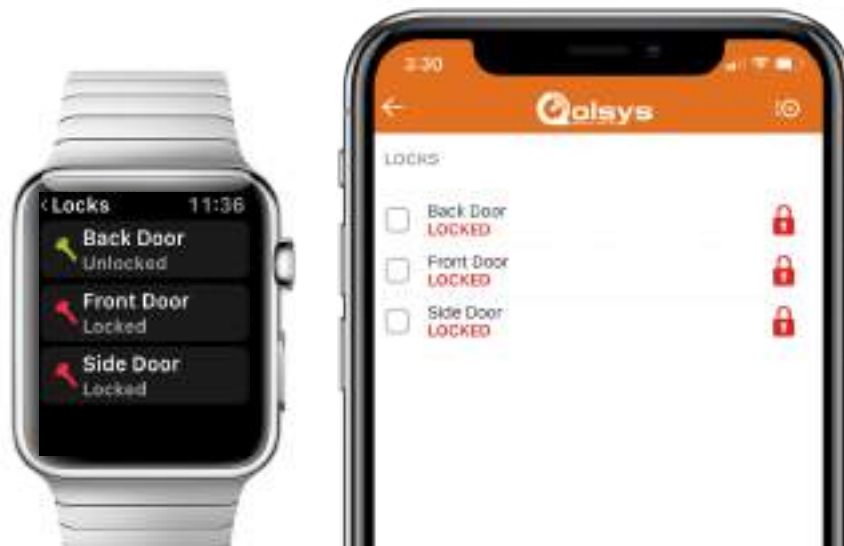 Locks 11:36
Back Door
Unlocked
Front Door
Locked
Side Door
Locked
3:30
Qolsys
LOCKS
Back Door
LOCKED
Front Door
LOCKED
Side Door
LOCKED